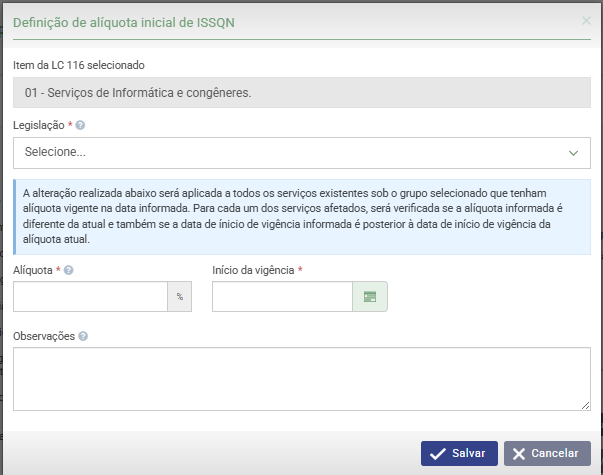 Definição de alíquota inicial de ISSQN
Item da LC 116 selecionado
01 - Serviços de Informática e congêneres.
Legislação * ?
Selecione...
A alteração realizada abaixo será aplicada a todos os serviços existentes sob o grupo selecionado que tenham
alíquota vigente na data informada. Para cada um dos serviços afetados, será verificada se a alíquota informada é
diferente da atual e também se a data de ínicio de vigência informada é posterior à data de início de vigência da
alíquota atual.
Alíquota * ? Início da vigência *
%
Observações ?
Salvar Cancelar